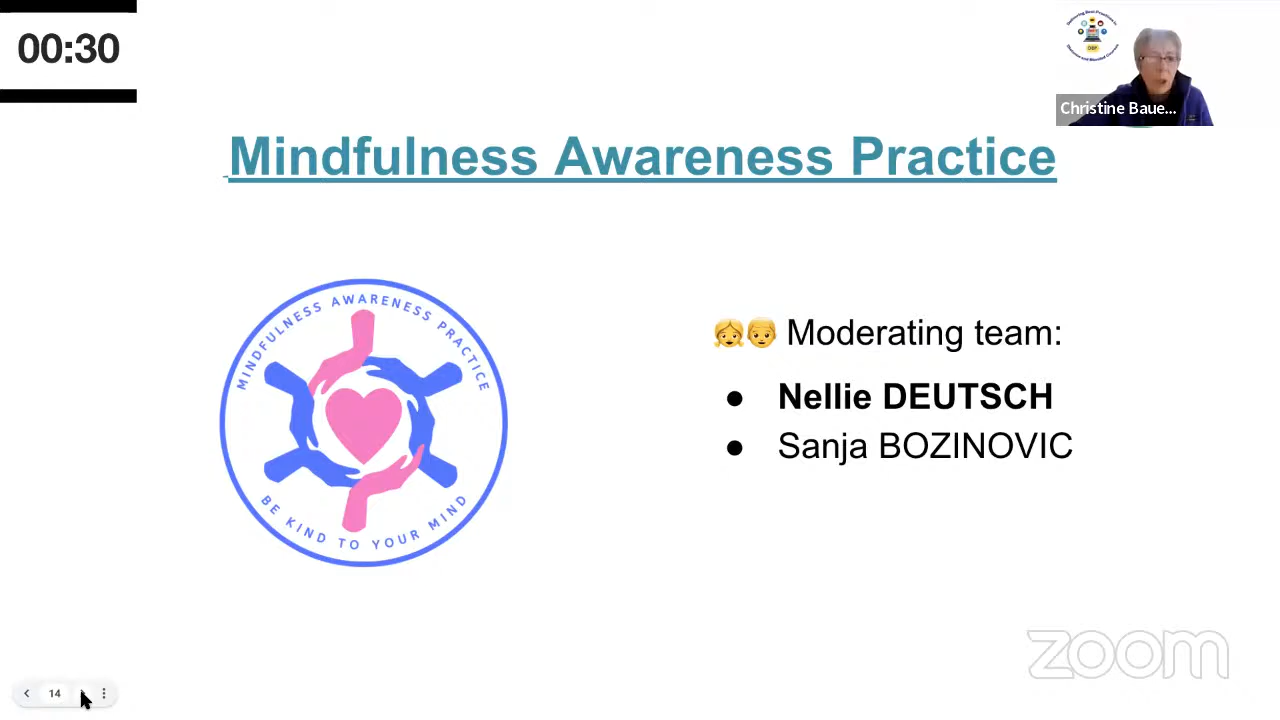 00:30
Christine Baue...
Mindfulness Awareness Practice
MINDFULNESS AWARENESS PRACTICE
BE KIND TO YOUR MIND
Moderating team:
● Nellie DEUTSCH
● Sanja BOZINOVIC
zoom
14